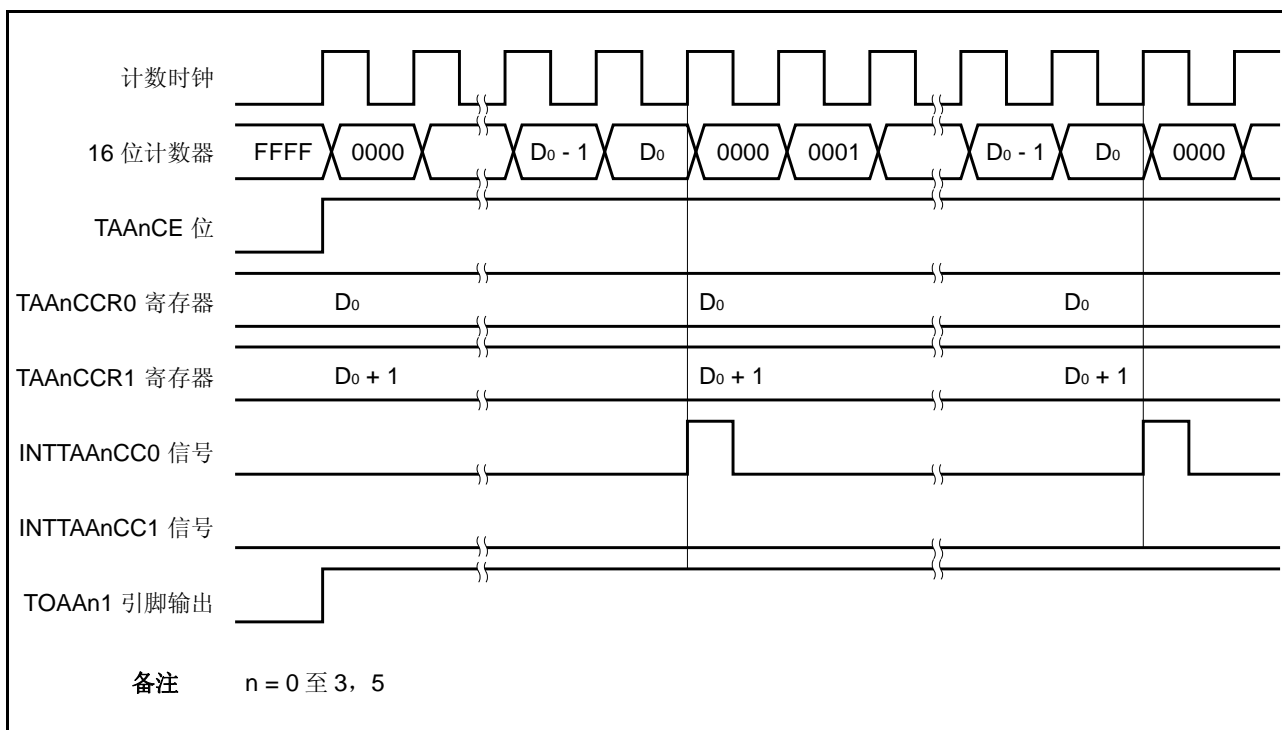 计数时钟
16 位计数器 FFFF 0000 D0 - 1 D0 0000 0001 D0 - 1 D0 0000
TAAnCE 位
TAAnCCR0 寄存器 D0 D0 D0
TAAnCCR1 寄存器 D0 + 1 D0 + 1 D0 + 1
INTTAAnCC0 信号
INTTAAnCC1 信号
TOAAn1 引脚输出
备注 n = 0 至 3，5